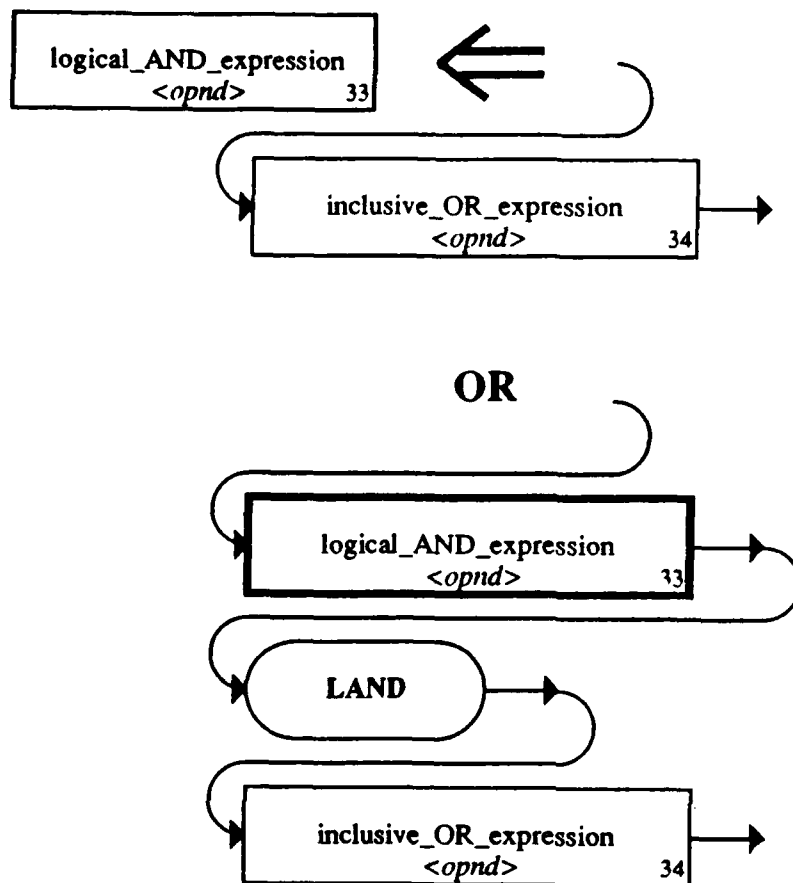 logical_AND_expression
<opnd> 33
inclusive_OR_expression
<opnd> 34
OR
logical_AND_expression
<opnd> 33
LAND
inclusive_OR_expression
<opnd> 34